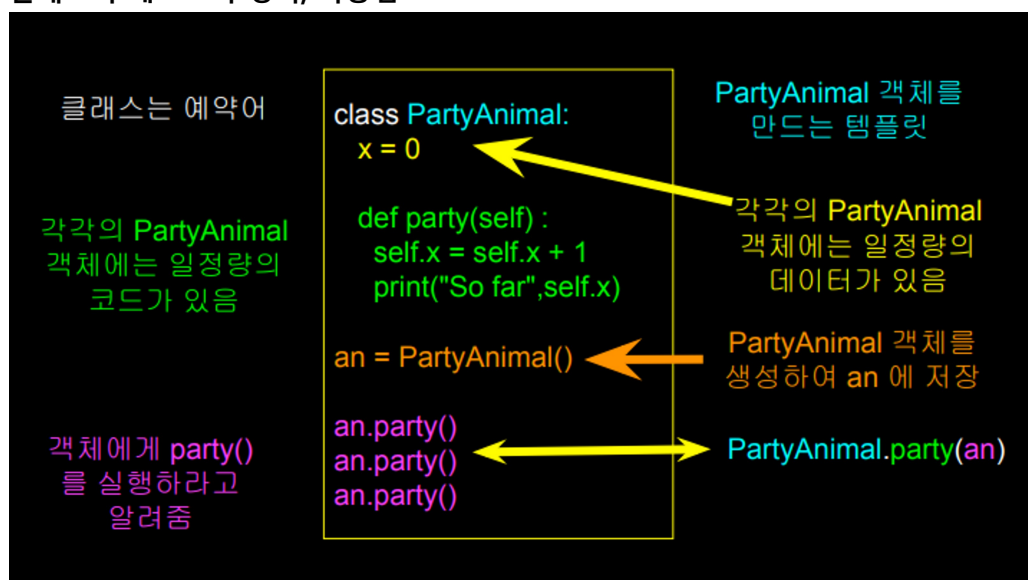 클래스는 예약어
각각의 PartyAnimal
객체에는 일정량의
코드가 있음
객체에게 party()
를 실행하라고
알려줌
class PartyAnimal:
x = 0
def party(self) :
self.x = self.x + 1
print("So far",self.x)
an = PartyAnimal()
an.party()
an.party()
an.party()
PartyAnimal 객체를
만드는 템플릿
각각의 PartyAnimal
객체에는 일정량의
데이터가 있음
PartyAnimal 객체를
생성하여 an 에 저장
PartyAnimal.party(an)